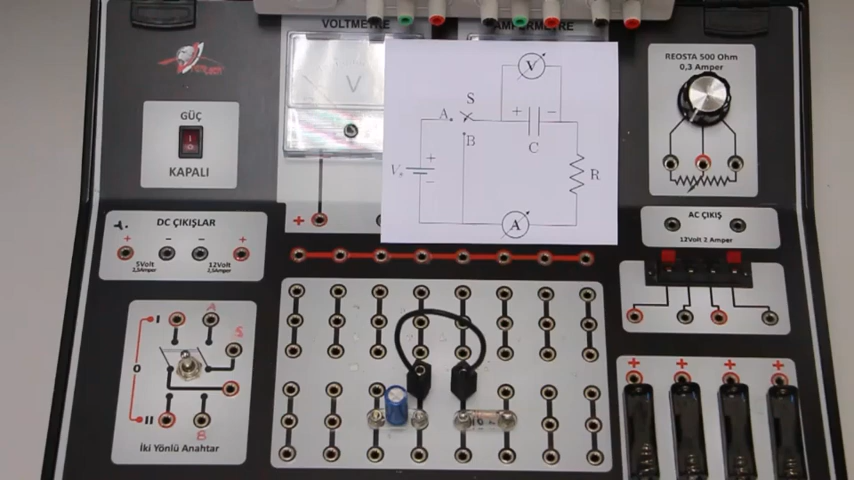 VOLTMETRE
V
REOSTA 500 Ohm
0,3 Amper
GÜÇ
KAPALI
V
S
A
+ −
B
C
+
−
R
A
+
AC ÇIKIŞ
12Volt 2 Amper
DC ÇIKIŞLAR
+ − − +
5Volt
12Volt
I
A
S
0
II
B
İki Yönlü Anahtar
+ + + +